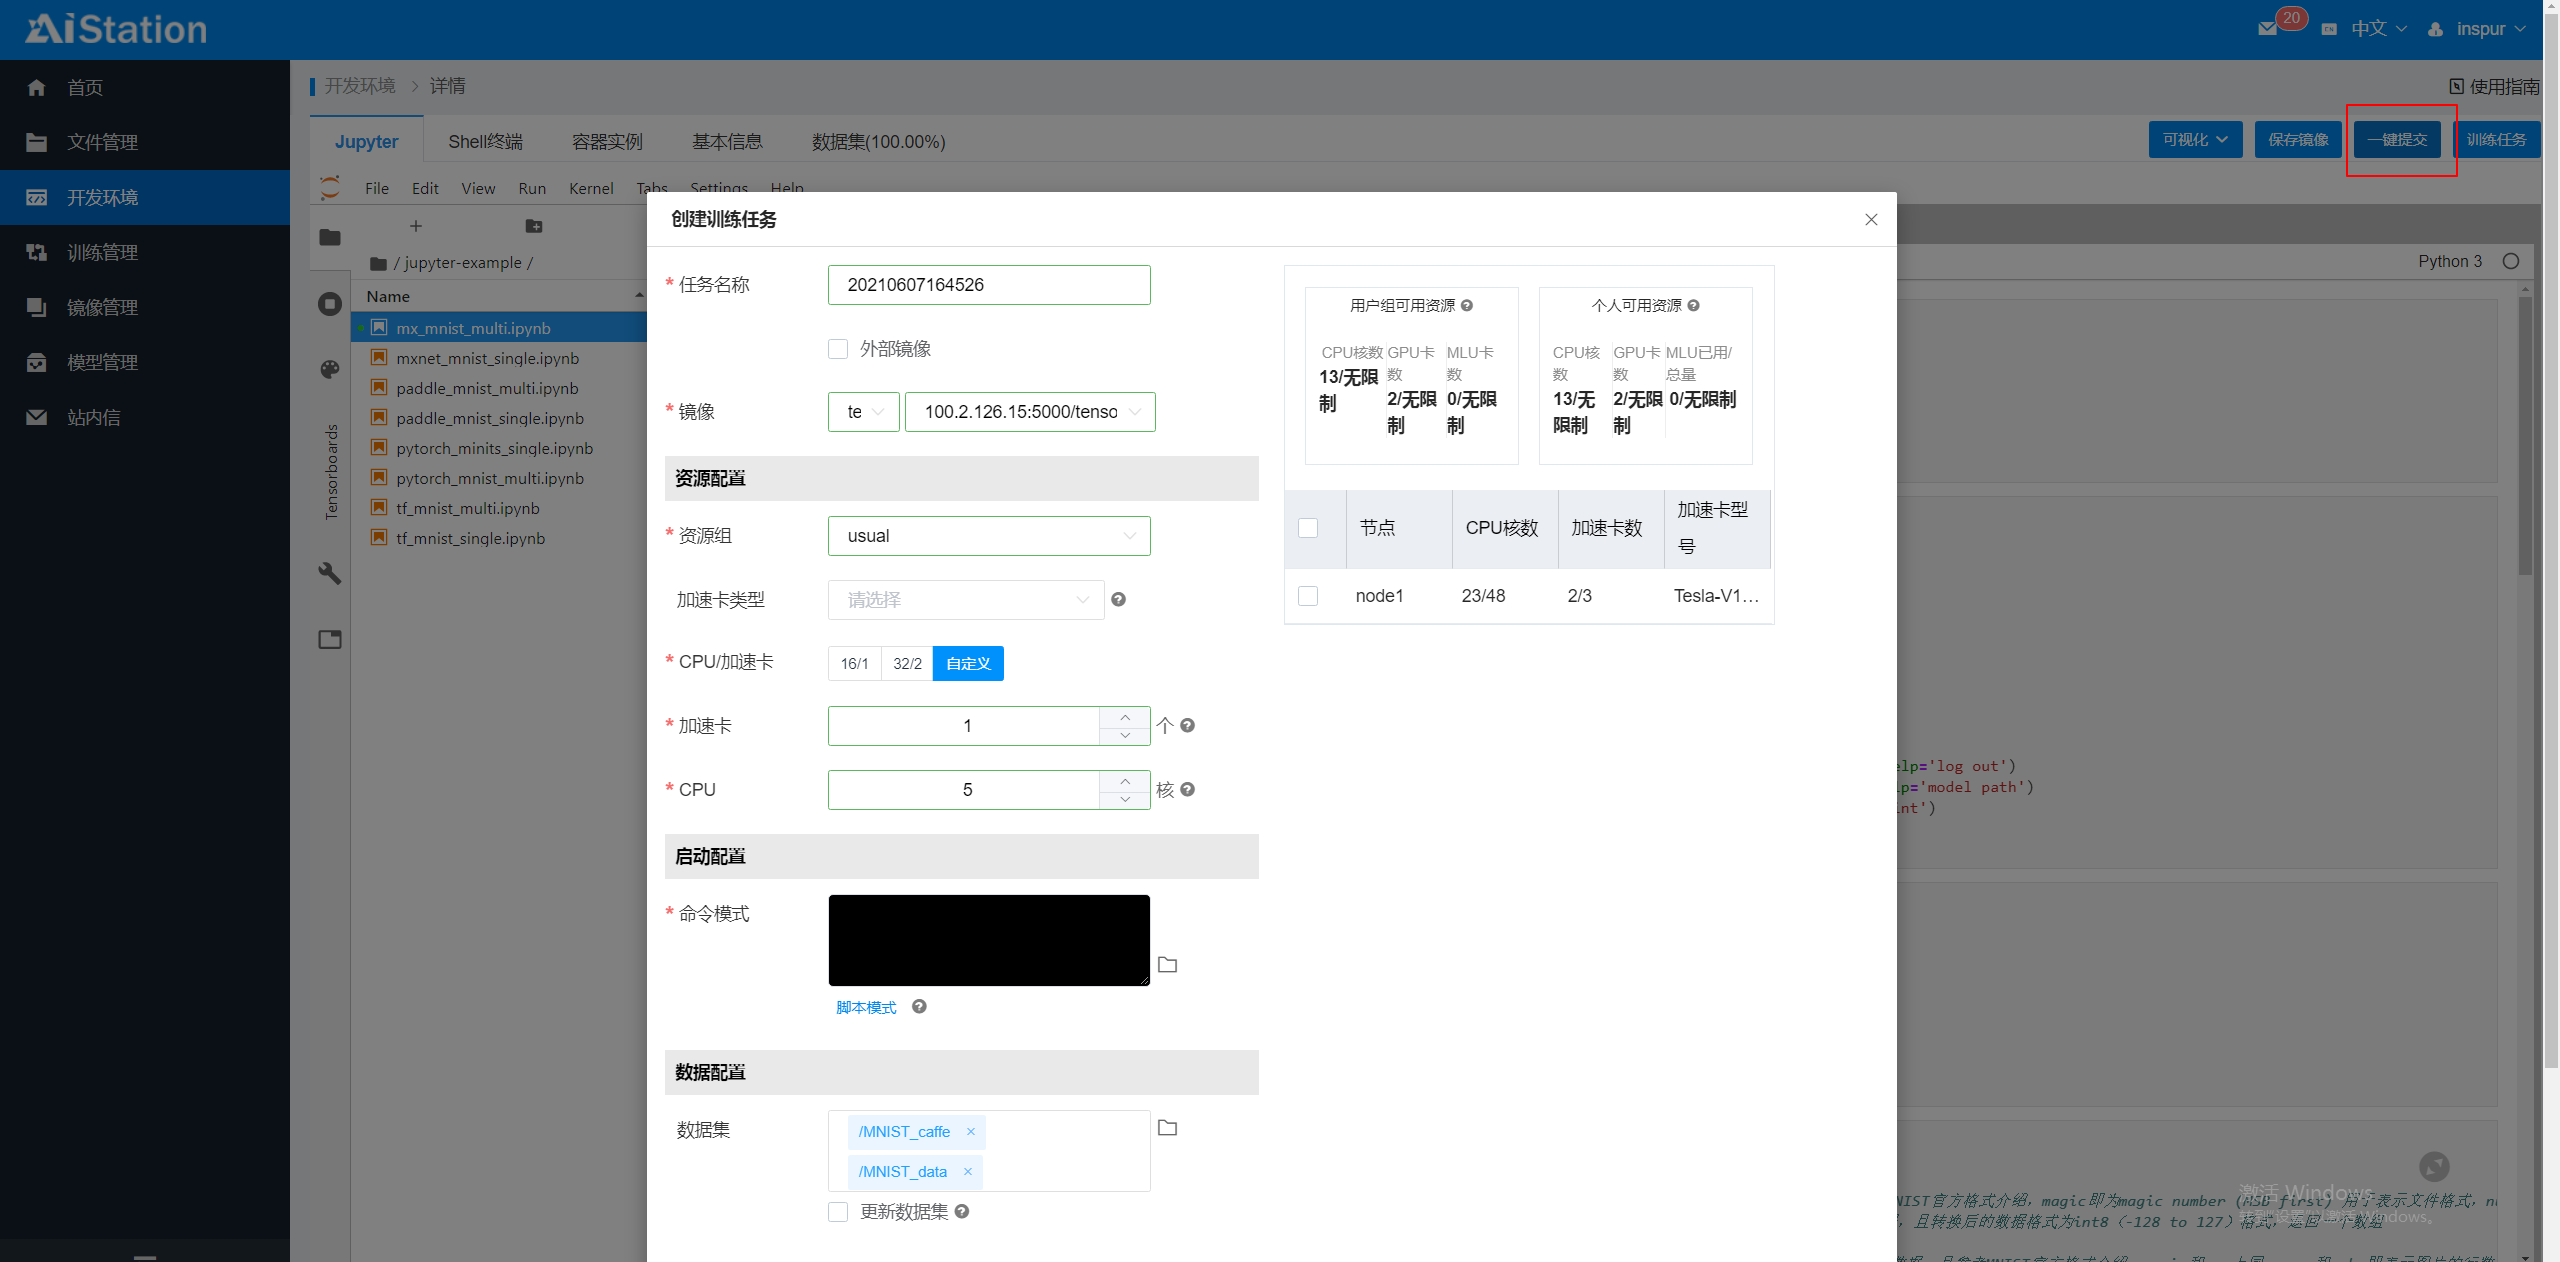 AiStation
20
中文
inspur
首页
文件管理
开发环境
训练管理
镜像管理
模型管理
站内信
开发环境 > 详情
使用指南
Jupyter
Shell终端
容器实例
基本信息
数据集(100.00%)
可视化
保存镜像
一键提交
训练任务
File Edit View Run Kernel Tabs Settings Help
/ jupyter-example /
Name
mx_mnist_multi.ipynb
mxnet_mnist_single.ipynb
paddle_mnist_multi.ipynb
paddle_mnist_single.ipynb
pytorch_minits_single.ipynb
pytorch_mnist_multi.ipynb
tf_mnist_multi.ipynb
tf_mnist_single.ipynb
Tensorboards
Python 3
创建训练任务
* 任务名称
20210607164526
外部镜像
* 镜像
te
100.2.126.15:5000/tenso
资源配置
* 资源组
usual
加速卡类型
请选择
* CPU/加速卡
16/1
32/2
自定义
* 加速卡
1
个
* CPU
5
核
启动配置
* 命令模式
脚本模式
数据配置
数据集
/MNIST_caffe ×
/MNIST_data ×
更新数据集
用户组可用资源
CPU核数
13/无限制
GPU卡数
2/无限制
MLU卡数
0/无限制
个人可用资源
CPU核数
13/无限制
GPU卡数
2/无限制
MLU已用/总量
0/无限制
节点
CPU核数
加速卡数
加速卡型号
node1
23/48
2/3
Tesla-V1...
elp='log out')
lp='model path')
int')
NIST官方格式介绍，magic即为magic number (MSB first) 用于表示文件格式，
，且转换后的数据格式为int8（-128 to 127）格式，返回一个数组
激活 Windows
转到"设置"以激活 Windows。